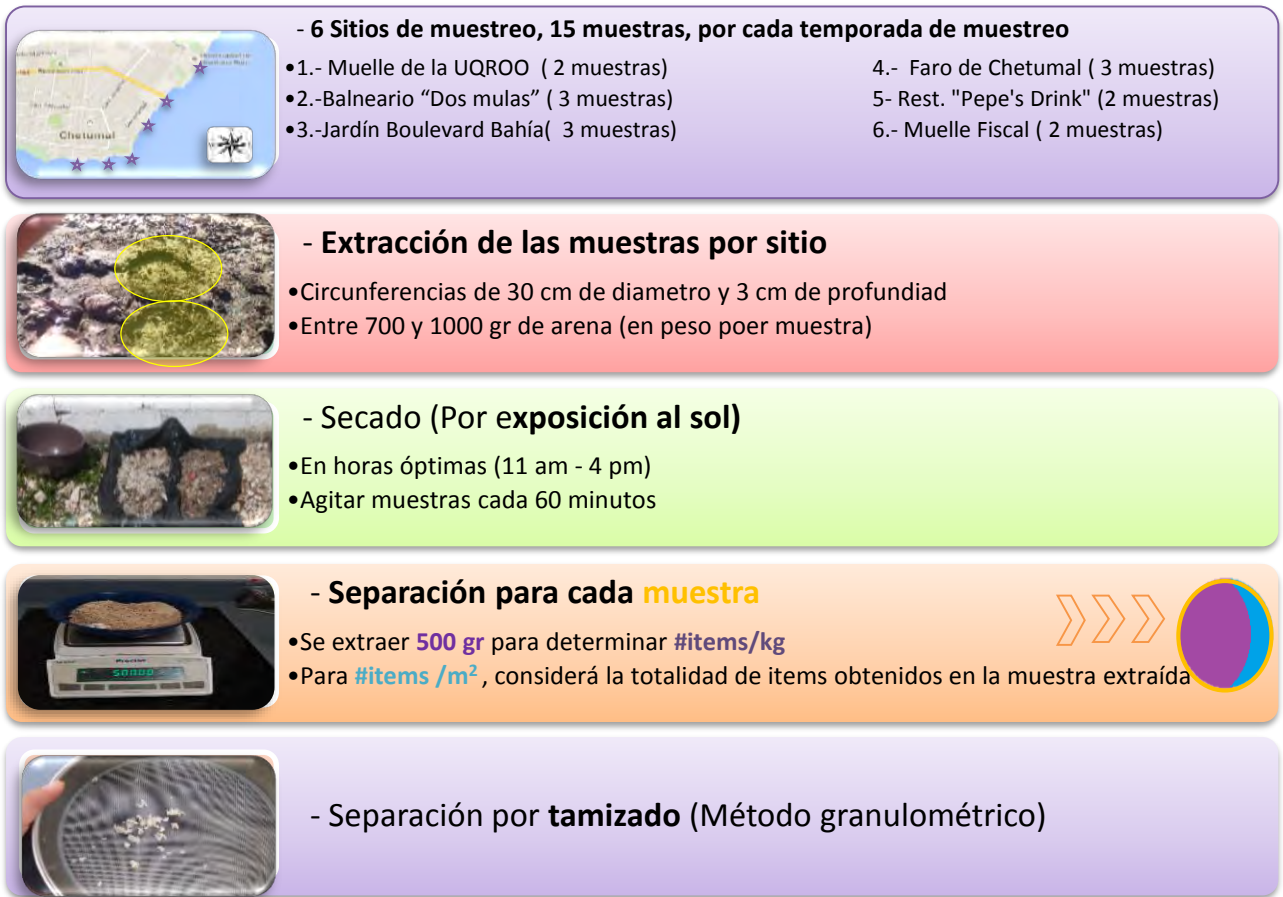 - 6 Sitios de muestreo, 15 muestras, por cada temporada de muestreo
•1.- Muelle de la UQROO ( 2 muestras)
•2.-Balneario “Dos mulas” ( 3 muestras)
•3.-Jardín Boulevard Bahía( 3 muestras)
4.- Faro de Chetumal ( 3 muestras)
5- Rest. "Pepe's Drink" (2 muestras)
6.- Muelle Fiscal ( 2 muestras)
Chetumal
- Extracción de las muestras por sitio
•Circunferencias de 30 cm de diametro y 3 cm de profundiad
•Entre 700 y 1000 gr de arena (en peso poer muestra)
- Secado (Por exposición al sol)
•En horas óptimas (11 am - 4 pm)
•Agitar muestras cada 60 minutos
- Separación para cada muestra
•Se extraer 500 gr para determinar #items/kg
•Para #items /m², considerá la totalidad de items obtenidos en la muestra extraída
- Separación por tamizado (Método granulométrico)